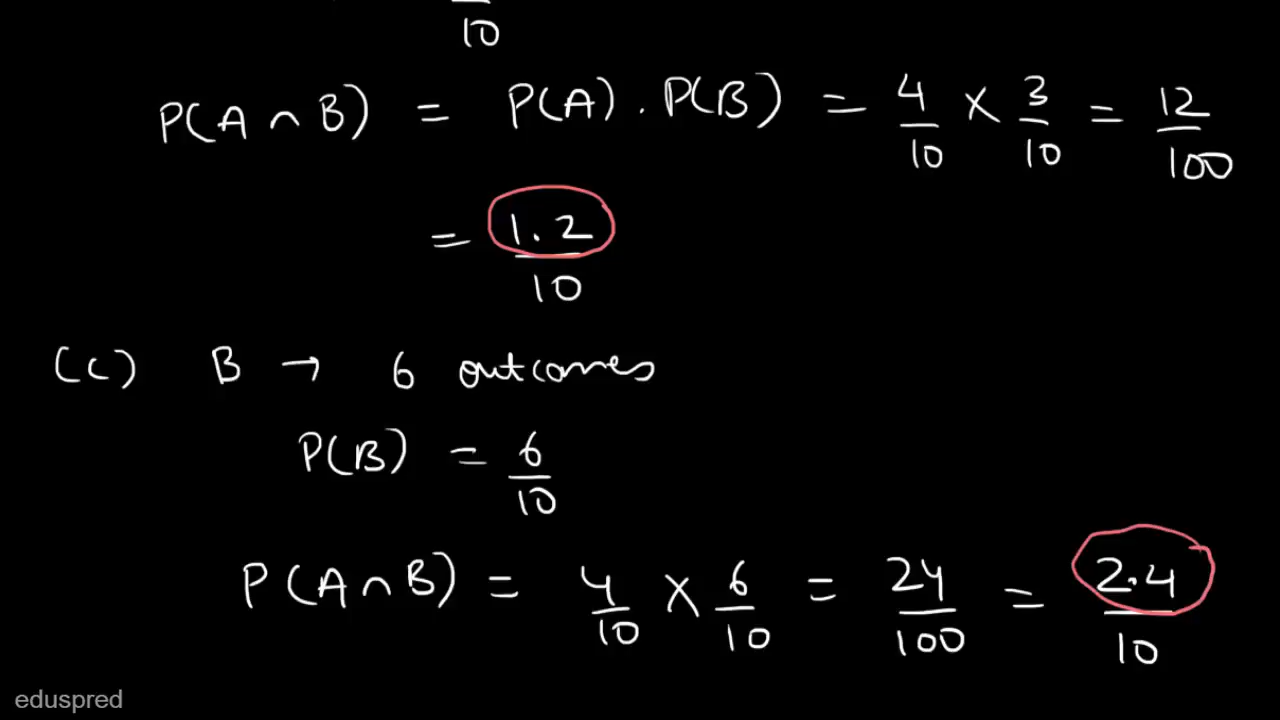 10
P(A ∩ B) = P(A) . P(B) = 4/10 × 3/10 = 12/100
= 1.2/10
(C) B → 6 outcomes
P(B) = 6/10
P(A ∩ B) = 4/10 × 6/10 = 24/100 = 2.4/10
eduspred